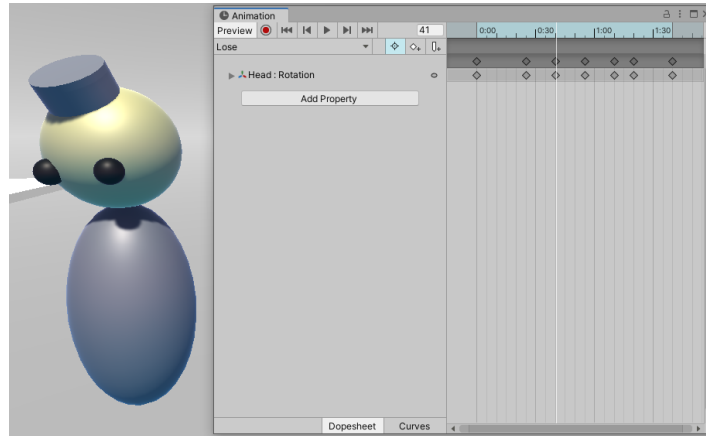 Animation
Preview 41 0:00 0:30 1:00 1:30
Lose
Head : Rotation
Add Property
Dopesheet Curves